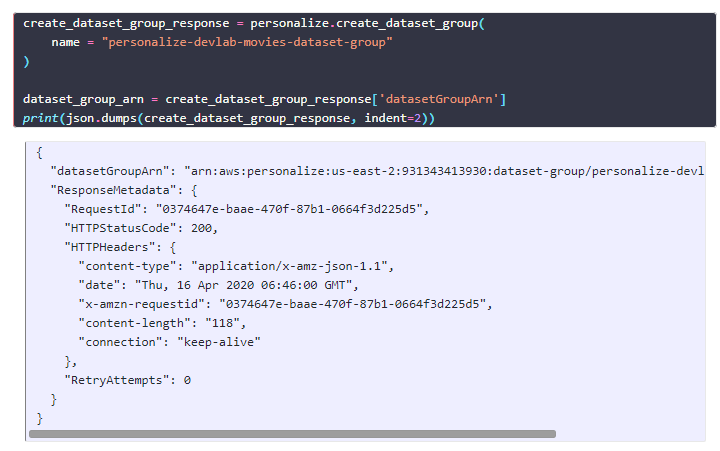 create_dataset_group_response = personalize.create_dataset_group(
    name = "personalize-devlab-movies-dataset-group"
)
dataset_group_arn = create_dataset_group_response['datasetGroupArn']
print(json.dumps(create_dataset_group_response, indent=2))
{
  "datasetGroupArn": "arn:aws:personalize:us-east-2:931343413930:dataset-group/personalize-devl
  "ResponseMetadata": {
    "RequestId": "0374647e-baae-470f-87b1-0664f3d225d5",
    "HTTPStatusCode": 200,
    "HTTPHeaders": {
      "content-type": "application/x-amz-json-1.1",
      "date": "Thu, 16 Apr 2020 06:46:00 GMT",
      "x-amzn-requestid": "0374647e-baae-470f-87b1-0664f3d225d5",
      "content-length": "118",
      "connection": "keep-alive"
    },
    "RetryAttempts": 0
  }
}